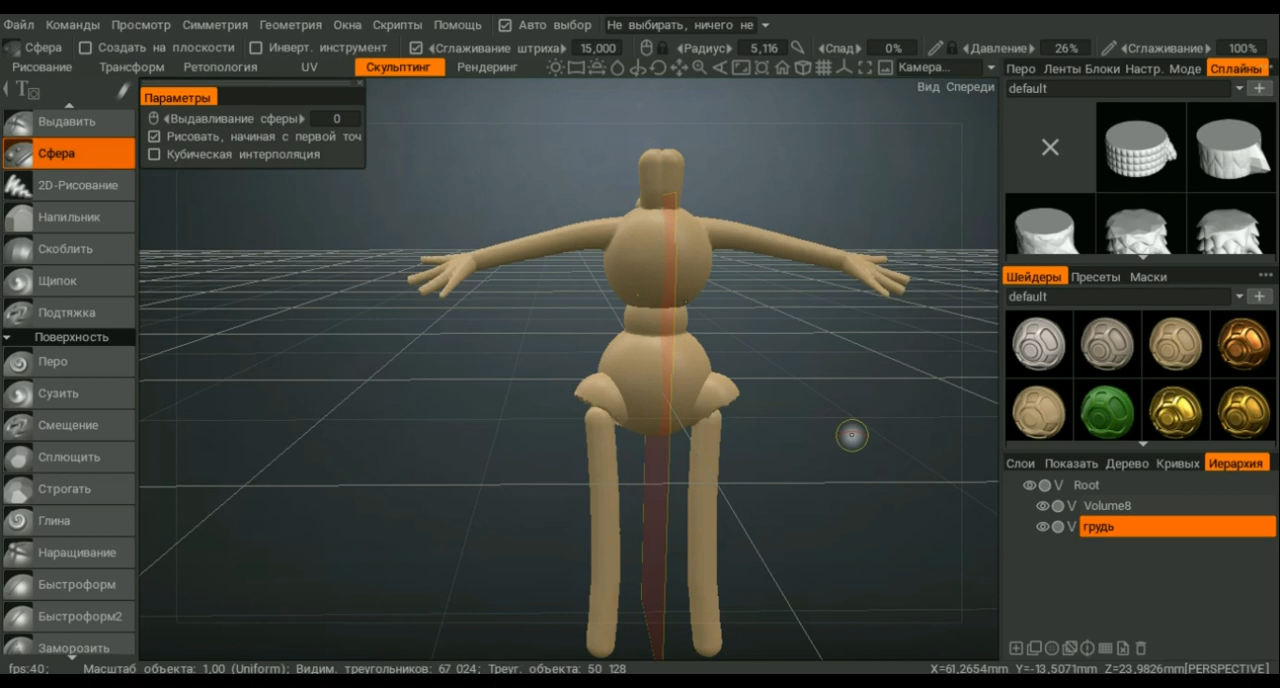 Файл Команды Просмотр Симметрия Геометрия Окна Скрипты Помощь Авто выбор Не выбирать, ничего не
Сфера Создать на плоскости Инверт. инструмент Сглаживание штриха 15,000 Радиус 5,116 Спад 0% Давление 26% Сглаживание 100%
Рисование Трансформ Ретопология UV Скульптинг Рендеринг Камера...
Перо Ленты Блоки Настр. Моде Сплайны
default
Параметры
Выдавливание сферы 0
Рисовать, начиная с первой точ
Кубическая интерполяция
Вид Спереди
Выдавить
Сфера
2D-Рисование
Напильник
Скоблить
Щипок
Подтяжка
Поверхность
Перо
Сузить
Смещение
Сплющить
Строгать
Глина
Наращивание
Быстроформ
Быстроформ2
Заморозить
Шейдеры Пресеты Маски
default
Слои Показать Дерево Кривых Иерархия
V Root
V Volume8
V грудь
fps:40; Масштаб объекта: 1,00 (Uniform); Видим. треугольников: 67 024; Треуг. объекта: 50 128 X=61,2654mm Y=-13,5071mm Z=23,9826mm[PERSPECTIVE]